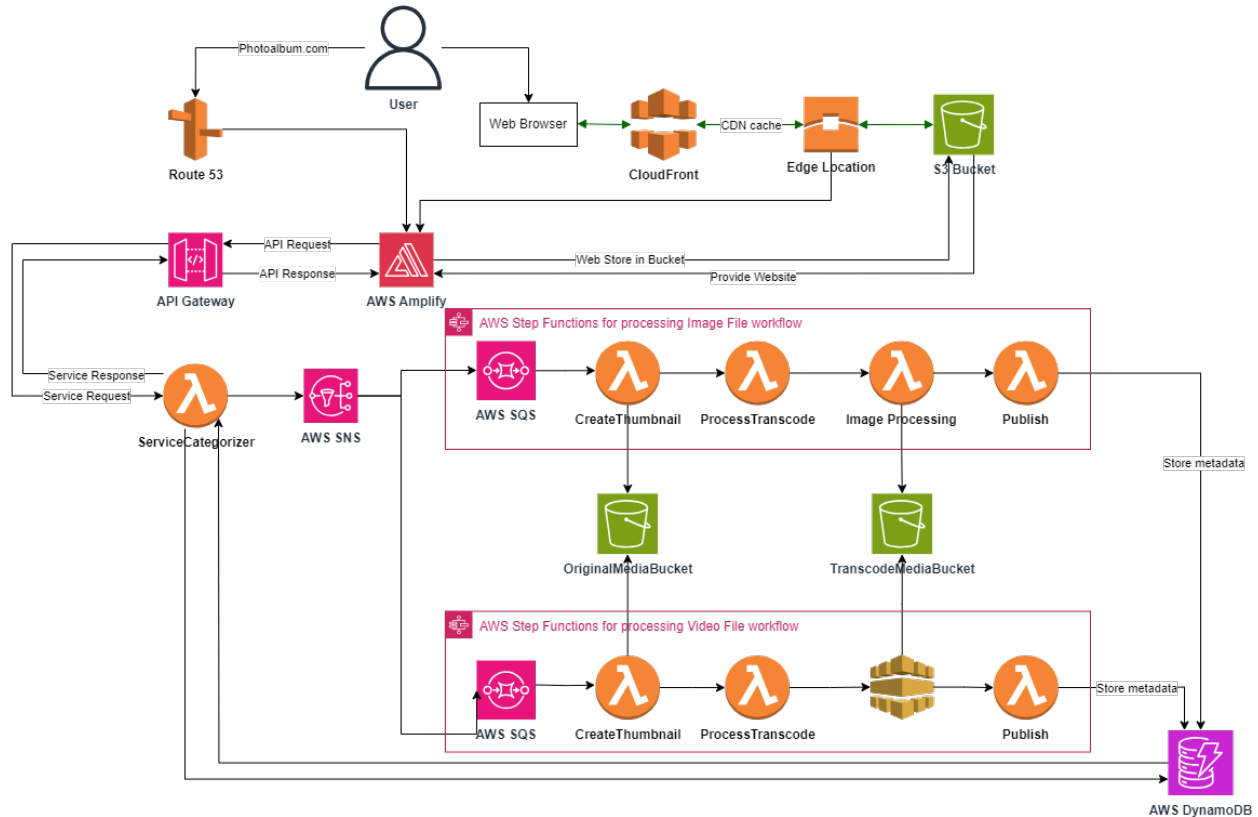 Photoalbum.com
User
Web Browser
CDN cache
Route 53
CloudFront
Edge Location
S3 Bucket
API Request
API Response
Web Store in Bucket
Provide Website
API Gateway
AWS Amplify
AWS Step Functions for processing Image File workflow
Service Response
Service Request
ServiceCategorizer
AWS SNS
AWS SQS
CreateThumbnail
ProcessTranscode
Image Processing
Publish
Store metadata
OriginalMediaBucket
TranscodeMediaBucket
AWS Step Functions for processing Video File workflow
AWS SQS
CreateThumbnail
ProcessTranscode
Publish
Store metadata
AWS DynamoDB